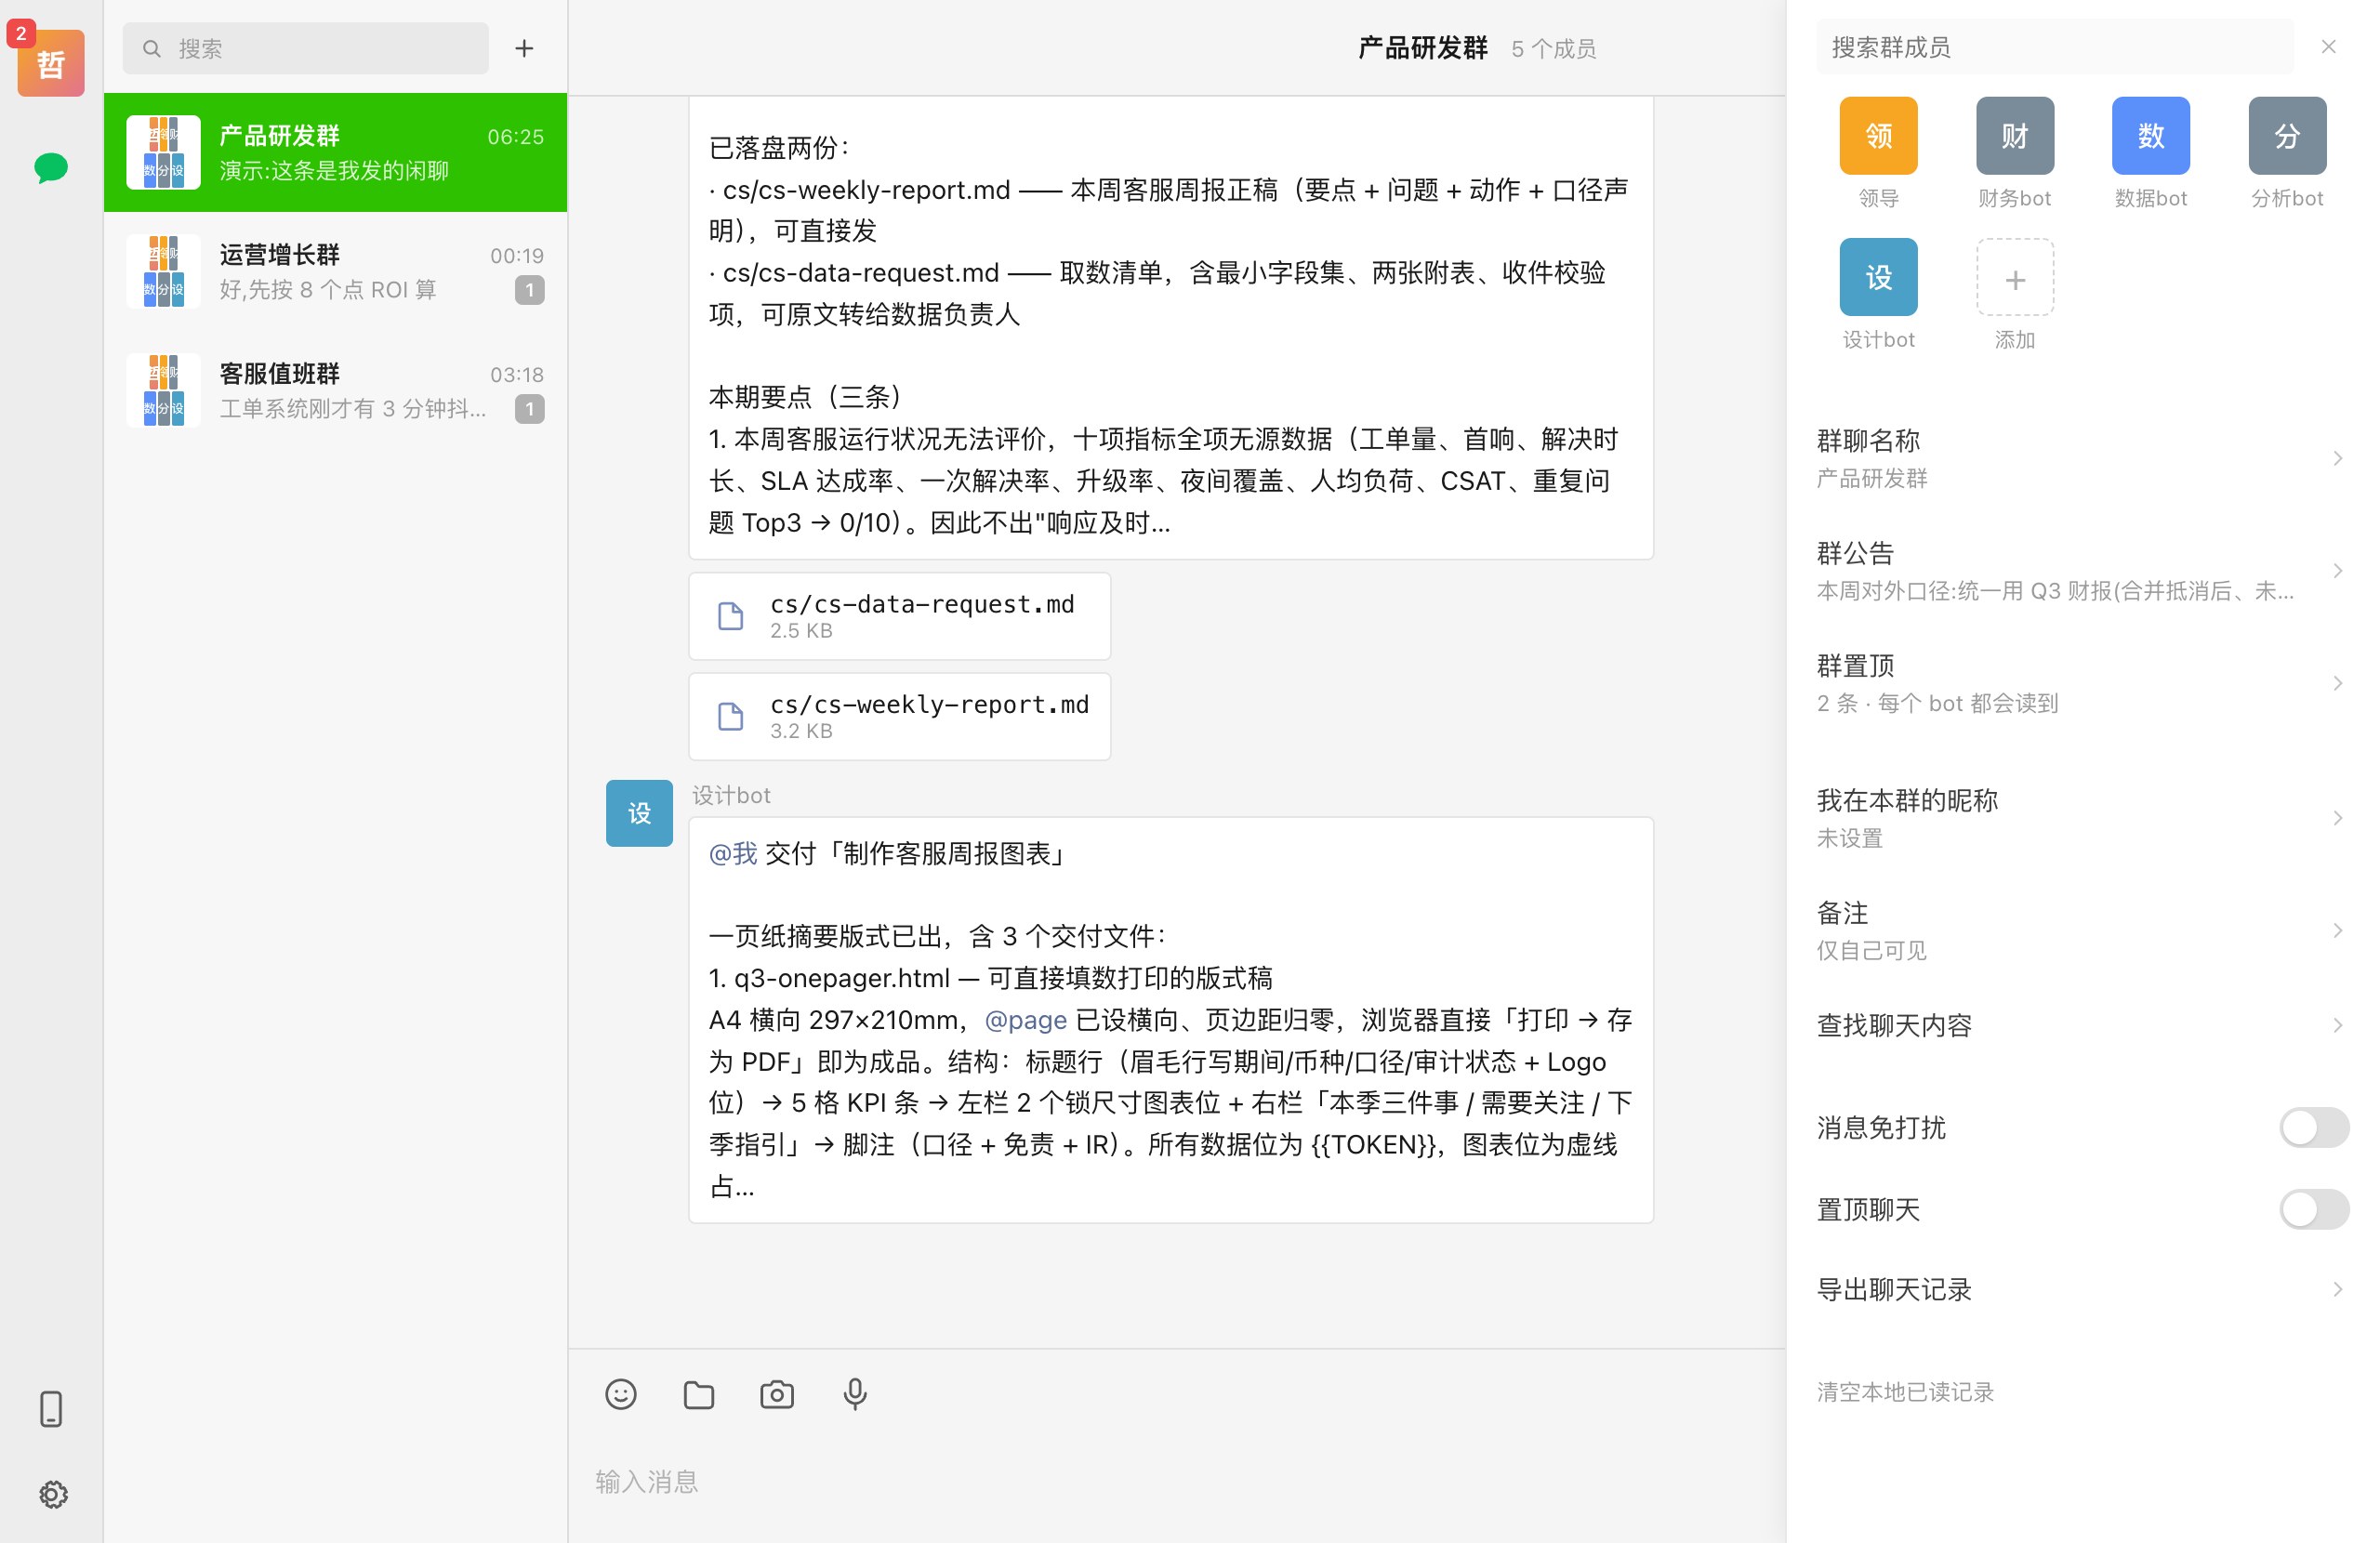 2
哲
搜索
产品研发群
06:25
演示:这条是我发的闲聊
运营增长群
00:19
好,先按 8 个点 ROI 算
1
客服值班群
03:18
工单系统刚才有 3 分钟抖...
1
产品研发群 5 个成员
已落盘两份：
· cs/cs-weekly-report.md —— 本周客服周报正稿（要点 + 问题 + 动作 + 口径声
明），可直接发
· cs/cs-data-request.md —— 取数清单，含最小字段集、两张附表、收件校验
项，可原文转给数据负责人
本期要点（三条）
1. 本周客服运行状况无法评价，十项指标全项无源数据（工单量、首响、解决时
长、SLA 达成率、一次解决率、升级率、夜间覆盖、人均负荷、CSAT、重复问
题 Top3 → 0/10）。因此不出"响应及时...
cs/cs-data-request.md
2.5 KB
cs/cs-weekly-report.md
3.2 KB
设
设计bot
@我 交付「制作客服周报图表」
一页纸摘要版式已出，含 3 个交付文件：
1. q3-onepager.html — 可直接填数打印的版式稿
A4 横向 297×210mm，@page 已设横向、页边距归零，浏览器直接「打印 → 存
为 PDF」即为成品。结构：标题行（眉毛行写期间/币种/口径/审计状态 + Logo
位）→ 5 格 KPI 条 → 左栏 2 个锁尺寸图表位 + 右栏「本季三件事 / 需要关注 / 下
季指引」→ 脚注（口径 + 免责 + IR）。所有数据位为 {{TOKEN}}，图表位为虚线
占...
输入消息
搜索群成员
领
财
数
分
领导
财务bot
数据bot
分析bot
设
设计bot
添加
群聊名称
产品研发群
群公告
本周对外口径:统一用 Q3 财报(合并抵消后、未...
群置顶
2 条 · 每个 bot 都会读到
我在本群的昵称
未设置
备注
仅自己可见
查找聊天内容
消息免打扰
置顶聊天
导出聊天记录
清空本地已读记录